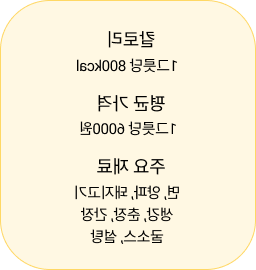 칼로리
1그릇당 800kcal
평균 가격
1그릇당 6000원
주요 재료
면, 양파, 돼지고기
생강, 춘장, 간장
굴소스, 설탕